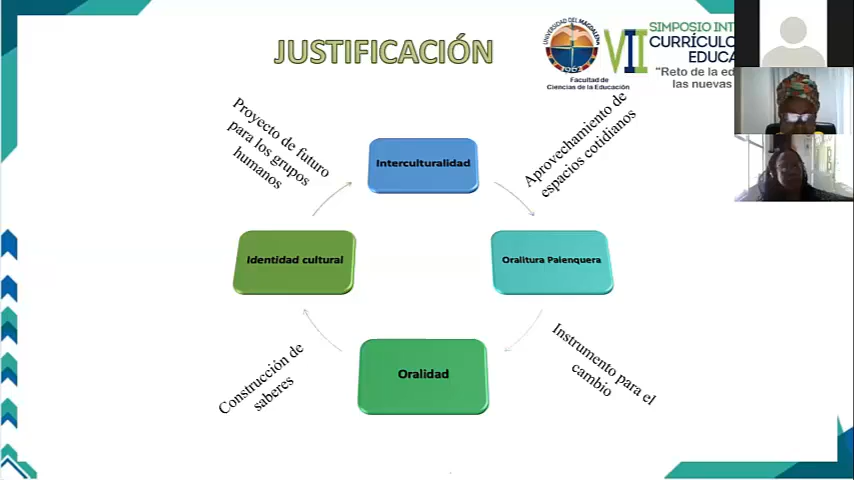 JUSTIFICACIÓN
UNIVERSIDAD DEL MAGDALENA
1962
Facultad de
Ciencias de la Educación
VII
SIMPOSIO INT
CURRÍCULO
EDUCA
"Reto de la ed
las nuevas
Proyecto de futuro
para los grupos
humanos
Interculturalidad
Aprovechamiento de
espacios cotidianos
Identidad cultural
Oralitura Palenquera
Construcción de
saberes
Oralidad
Instrumento para el
cambio